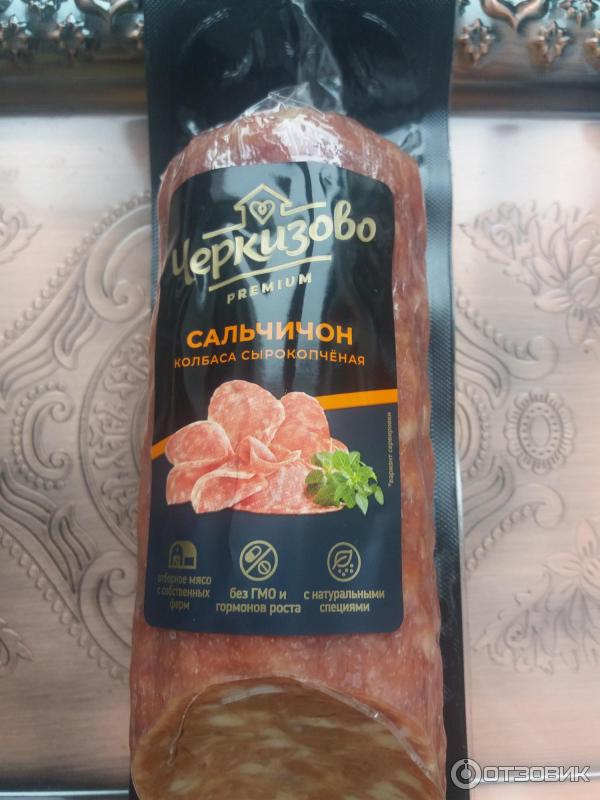 Черкизово
PREMIUM
САЛЬЧИЧОН
КОЛБАСА СЫРОКОПЧЁНАЯ
*вариант сервировки
отборное мясо
с собственных
ферм
без ГМО и
гормонов роста
с натуральными
специями
ОТЗОВИК